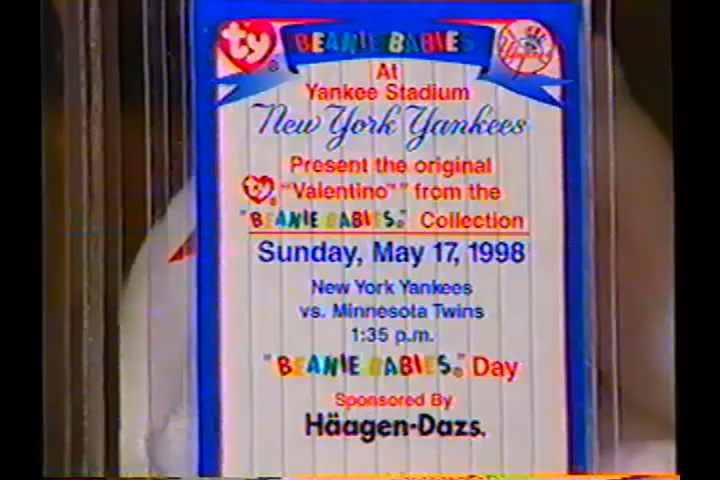 ty® BEANIE BABIES
At
Yankee Stadium
New York Yankees
Present the original
ty® "Valentino™" from the
"BEANIE BABIES®" Collection
Sunday, May 17, 1998
New York Yankees
vs. Minnesota Twins
1:35 p.m.
"BEANIE BABIES®" Day
Sponsored By
Häagen-Dazs.